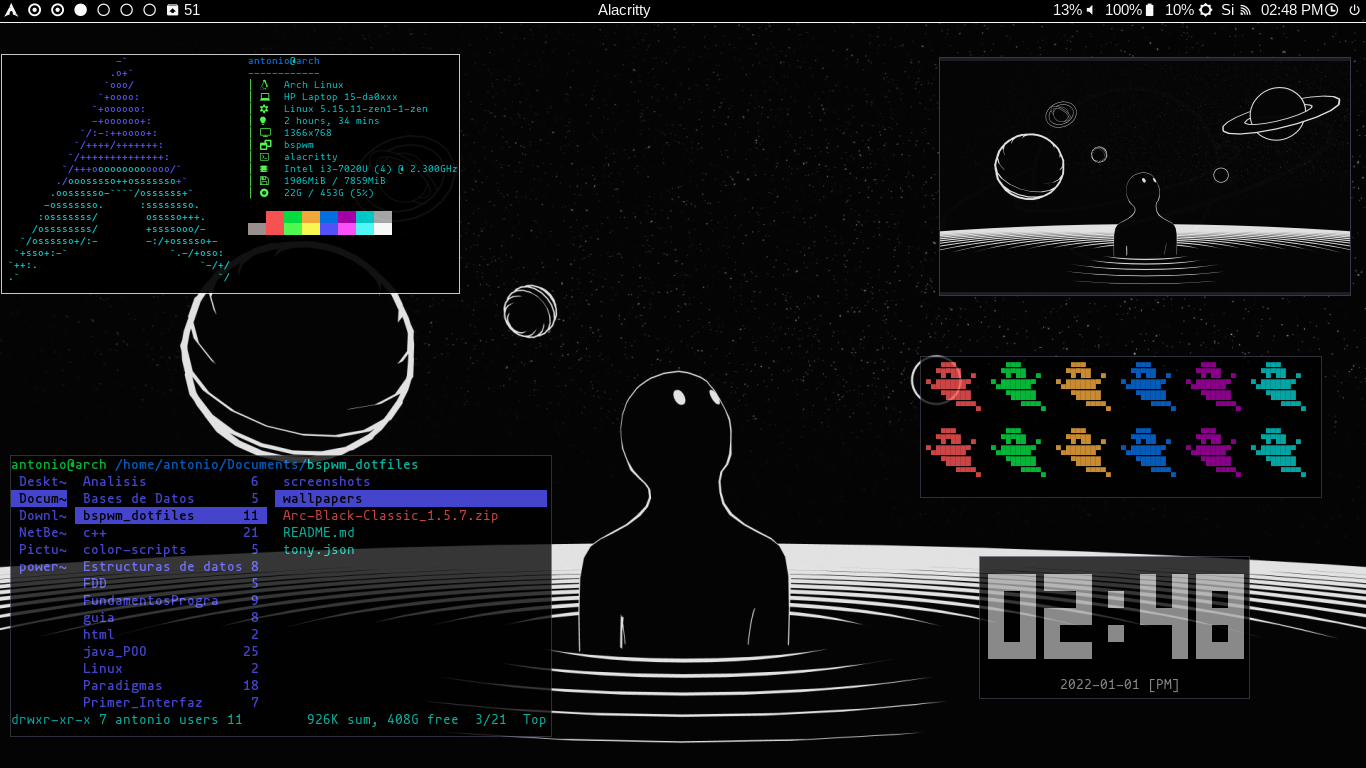 51 Alacritty 13% 100% 10% Si 02:48 PM
antonio@arch
------------
Arch Linux
HP Laptop 15-da0xxx
Linux 5.15.11-zen1-1-zen
2 hours, 34 mins
1366x768
bspwm
alacritty
Intel i3-7020U (4) @ 2.300GHz
1906MiB / 7859MiB
22G / 453G (5%)
antonio@arch /home/antonio/Documents/bspwm_dotfiles
Deskt~ Analisis 6 screenshots
Docum~ Bases de Datos 5 wallpapers
Downl~ bspwm_dotfiles 11 Arc-Black-Classic_1.5.7.zip
NetBe~ c++ 21 README.md
Pictu~ color-scripts 5 tony.json
power~ Estructuras de datos 8
FDD 5
FundamentosProgra 9
guia 8
html 2
java_POO 25
Linux 2
Paradigmas 18
Primer_Interfaz 7
drwxr-xr-x 7 antonio users 11 926K sum, 408G free 3/21 Top
02:48
2022-01-01 [PM]